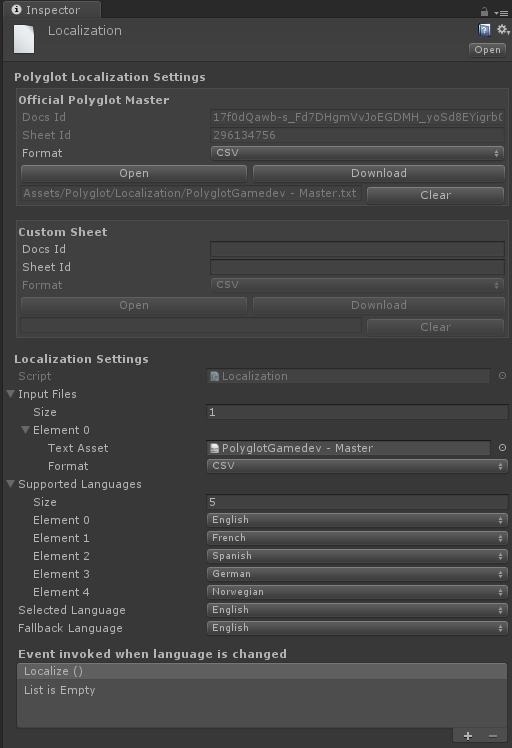 Inspector
Localization
Open
Polyglot Localization Settings
Official Polyglot Master
Docs Id
Sheet Id 296134756
Format CSV
Open Download
Assets/Polyglot/Localization/PolyglotGamedev - Master.txt Clear
Custom Sheet
Docs Id
Sheet Id
Format CSV
Open Download
Clear
Localization Settings
Script Localization
Input Files
Size 1
Element 0
Text Asset PolyglotGamedev - Master
Format CSV
Supported Languages
Size 5
Element 0 English
Element 1 French
Element 2 Spanish
Element 3 German
Element 4 Norwegian
Selected Language English
Fallback Language English
Event invoked when language is changed
Localize ()
List is Empty